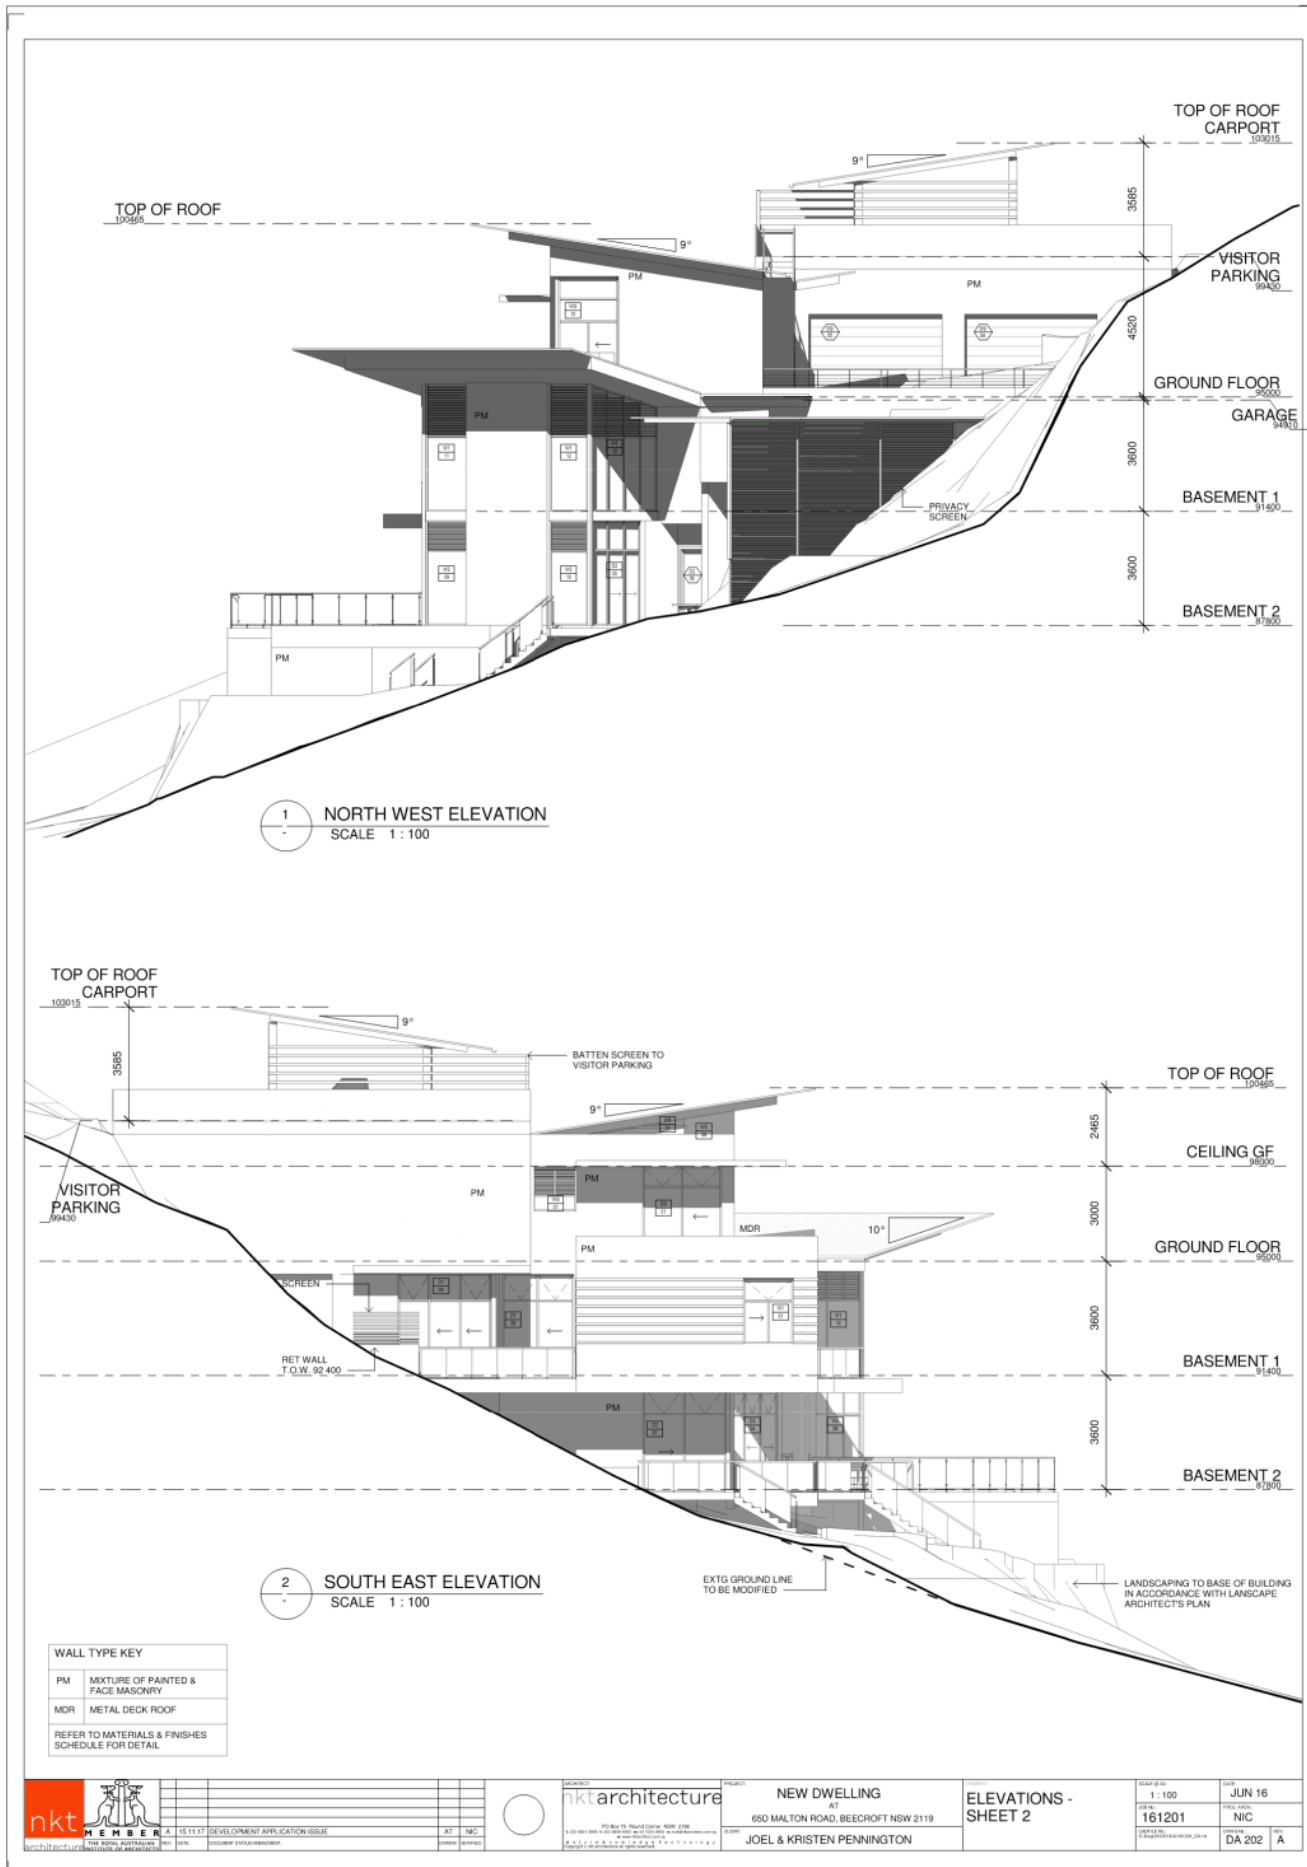 TOP OF ROOF
CARPORT
103015
9°
3585
TOP OF ROOF
100465
9°
PM
VISITOR
PARKING
99430
PM
4520
GROUND FLOOR
95000
GARAGE
94910
PM
3600
PRIVACY
SCREEN
BASEMENT 1
91400
3600
BASEMENT 2
87800
PM
1
-
NORTH WEST ELEVATION
SCALE 1 : 100
TOP OF ROOF
CARPORT
103015
9°
3585
BATTEN SCREEN TO
VISITOR PARKING
TOP OF ROOF
100465
9°
2465
CEILING GF
98000
PM
PM
VISITOR
PARKING
99430
3000
MDR
10°
PM
GROUND FLOOR
95000
SCREEN
3600
RET WALL
T.O.W. 92 400
BASEMENT 1
91400
PM
3600
BASEMENT 2
87800
2
-
SOUTH EAST ELEVATION
SCALE 1 : 100
EXTG GROUND LINE
TO BE MODIFIED
LANDSCAPING TO BASE OF BUILDING
IN ACCORDANCE WITH LANSCAPE
ARCHITECT'S PLAN
WALL TYPE KEY
PM MIXTURE OF PAINTED &
FACE MASONRY
MDR METAL DECK ROOF
REFER TO MATERIALS & FINISHES
SCHEDULE FOR DETAIL
nkt
architecture
MEMBER
THE ROYAL AUSTRALIAN
INSTITUTE OF ARCHITECTS
A 15.11.17 DEVELOPMENT APPLICATION ISSUE AT NIC
nktarchitecture
NEW DWELLING
AT
65D MALTON ROAD, BEECROFT NSW 2119
JOEL & KRISTEN PENNINGTON
ELEVATIONS -
SHEET 2
1 : 100
JUN 16
161201
NIC
DA 202
A